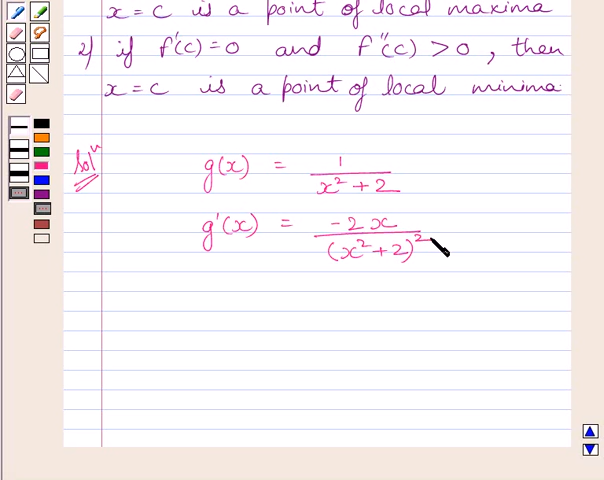 x = c is a point of local maxima
2) if f'(c) = 0 and f''(c) > 0, then
x = c is a point of local minima.
Solⁿ
g(x) = 1 / (x² + 2)
g'(x) = -2x / (x² + 2)²